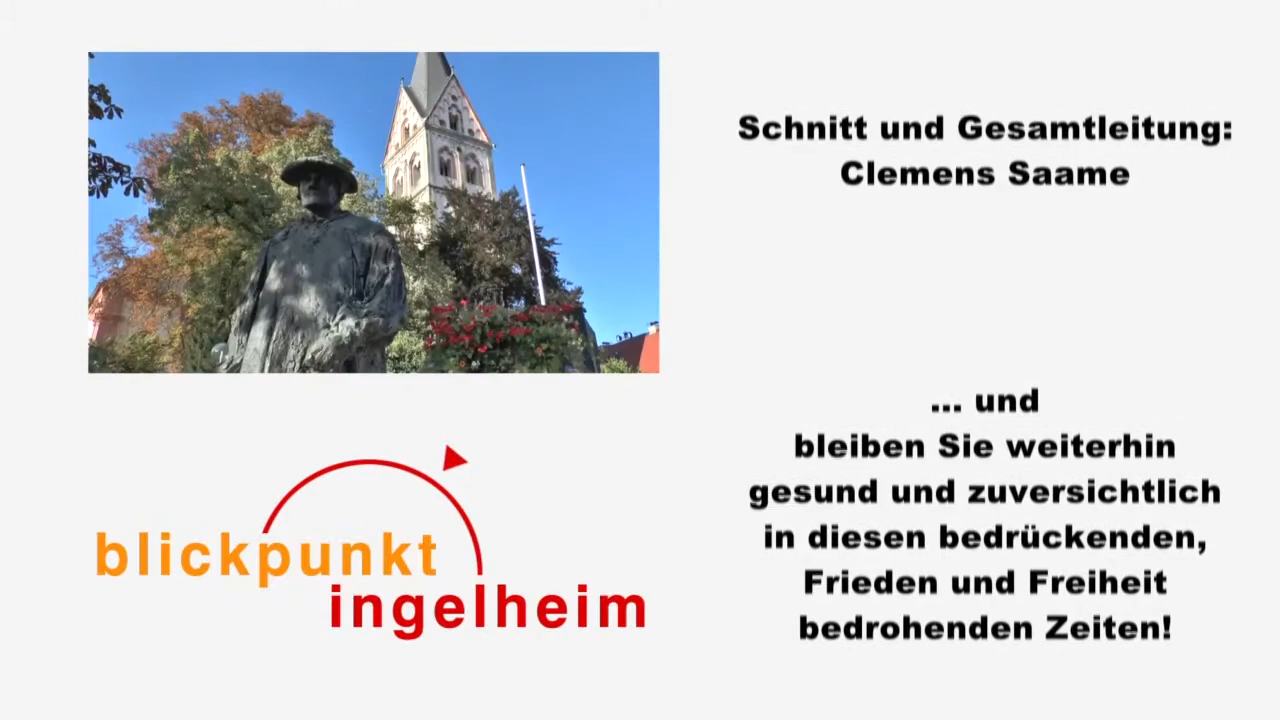 Schnitt und Gesamtleitung:
Clemens Saame
... und
bleiben Sie weiterhin
gesund und zuversichtlich
in diesen bedrückenden,
Frieden und Freiheit
bedrohenden Zeiten!
blickpunkt
ingelheim